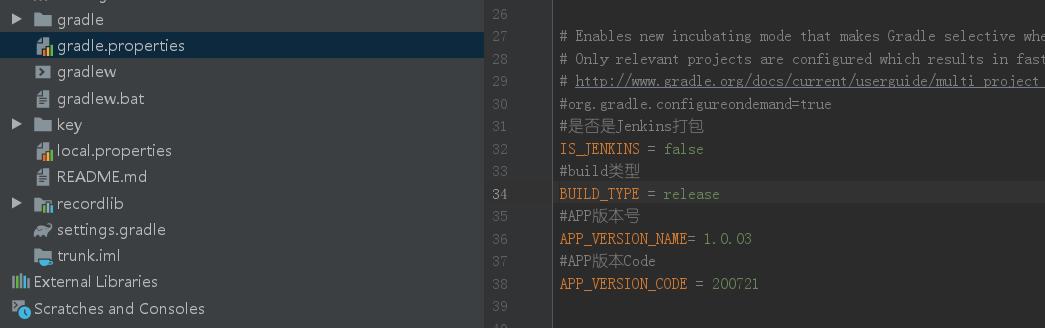 gradle
gradle.properties
gradlew
gradlew.bat
key
local.properties
README.md
recordlib
settings.gradle
trunk.iml
External Libraries
Scratches and Consoles
26
27 # Enables new incubating mode that makes Gradle selective whe
28 # Only relevant projects are configured which results in fast
29 # http://www.gradle.org/docs/current/userguide/multi_project_
30 #org.gradle.configureondemand=true
31 #是否是Jenkins打包
32 IS_JENKINS = false
33 #build类型
34 BUILD_TYPE = release
35 #APP版本号
36 APP_VERSION_NAME= 1.0.03
37 #APP版本Code
38 APP_VERSION_CODE = 200721
39